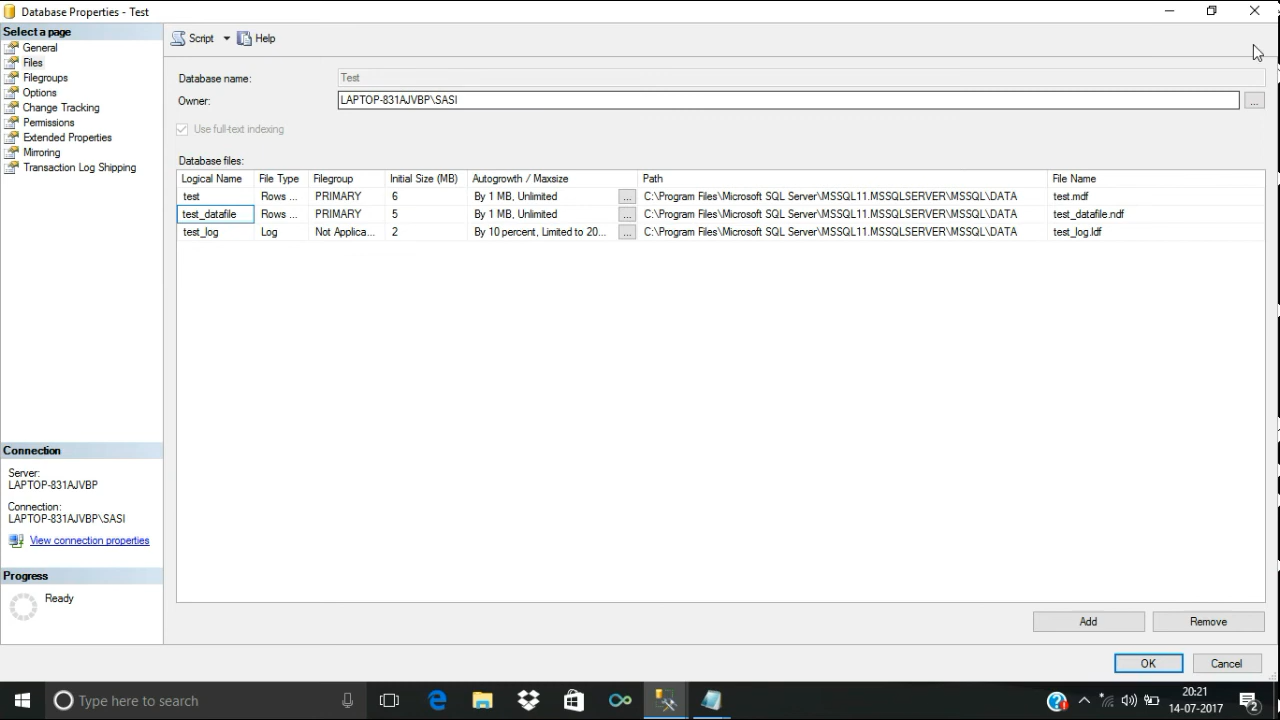 Database Properties - Test
Select a page
General
Files
Filegroups
Options
Change Tracking
Permissions
Extended Properties
Mirroring
Transaction Log Shipping
Script Help
Database name: Test
Owner: LAPTOP-831AJVBP\SASI ...
Use full-text indexing
Database files:
Logical Name File Type Filegroup Initial Size (MB) Autogrowth / Maxsize Path File Name
test Rows ... PRIMARY 6 By 1 MB, Unlimited ... C:\Program Files\Microsoft SQL Server\MSSQL11.MSSQLSERVER\MSSQL\DATA test.mdf
test_datafile Rows ... PRIMARY 5 By 1 MB, Unlimited ... C:\Program Files\Microsoft SQL Server\MSSQL11.MSSQLSERVER\MSSQL\DATA test_datafile.ndf
test_log Log Not Applica... 2 By 10 percent, Limited to 20... ... C:\Program Files\Microsoft SQL Server\MSSQL11.MSSQLSERVER\MSSQL\DATA test_log.ldf
Connection
Server:
LAPTOP-831AJVBP
Connection:
LAPTOP-831AJVBP\SASI
View connection properties
Progress
Ready
Add Remove
OK Cancel
Type here to search
20:21
14-07-2017
2